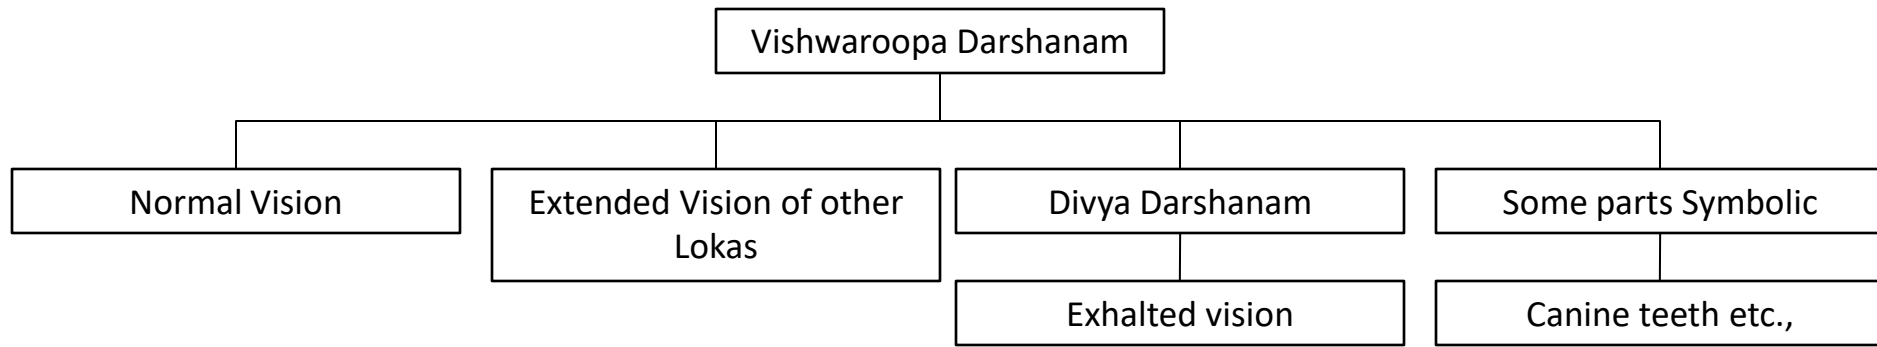 Vishwaroopa Darshanam
Normal Vision
Extended Vision of other
Lokas
Divya Darshanam
Some parts Symbolic
Exhalted vision
Canine teeth etc.,